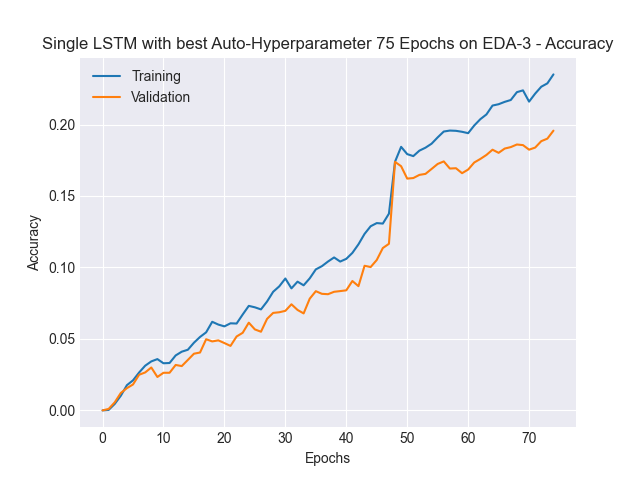 Single LSTM with best Auto-Hyperparameter 75 Epochs on EDA-3 - Accuracy
Training
Validation
0.20
0.15
0.10
0.05
0.00
Accuracy
0 10 20 30 40 50 60 70
Epochs